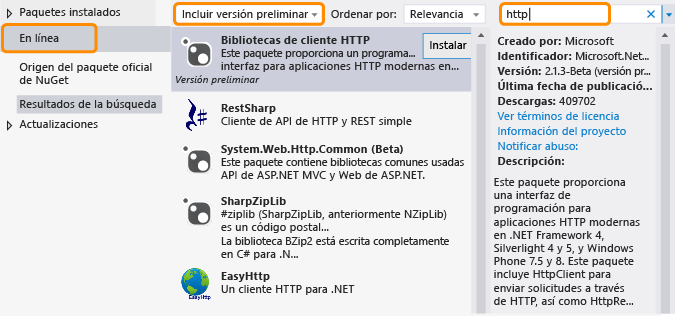 Paquetes instalados
En línea
Origen del paquete oficial
de NuGet
Resultados de la búsqueda
Actualizaciones
Incluir versión preliminar
Ordenar por:
Relevancia
Bibliotecas de cliente HTTP
Instalar
Este paquete proporciona un programa...
interfaz para aplicaciones HTTP modernas en...
Versión preliminar
RestSharp
Cliente de API de HTTP y REST simple
System.Web.Http.Common (Beta)
Este paquete contiene bibliotecas comunes usadas
API de ASP.NET MVC y Web de ASP.NET.
SharpZipLib
#ziplib (SharpZipLib, anteriormente NZipLib)
es un código postal...
La biblioteca BZip2 está escrita completamente
en C# para .N...
EasyHttp
EasyHttp
Un cliente HTTP para .NET
http
Creado por: Microsoft
Identificador: Microsoft.Net...
Versión: 2.1.3-Beta (versión pr...
Última fecha de publicació...
Descargas: 409702
Ver términos de licencia
Información del proyecto
Notificar abuso:
Descripción:
Este paquete proporciona
una interfaz de
programación para
aplicaciones HTTP modernas
en .NET Framework 4,
Silverlight 4 y 5, y Windows
Phone 7.5 y 8. Este paquete
incluye HttpClient para
enviar solicitudes a través
de HTTP, así como HttpRe...